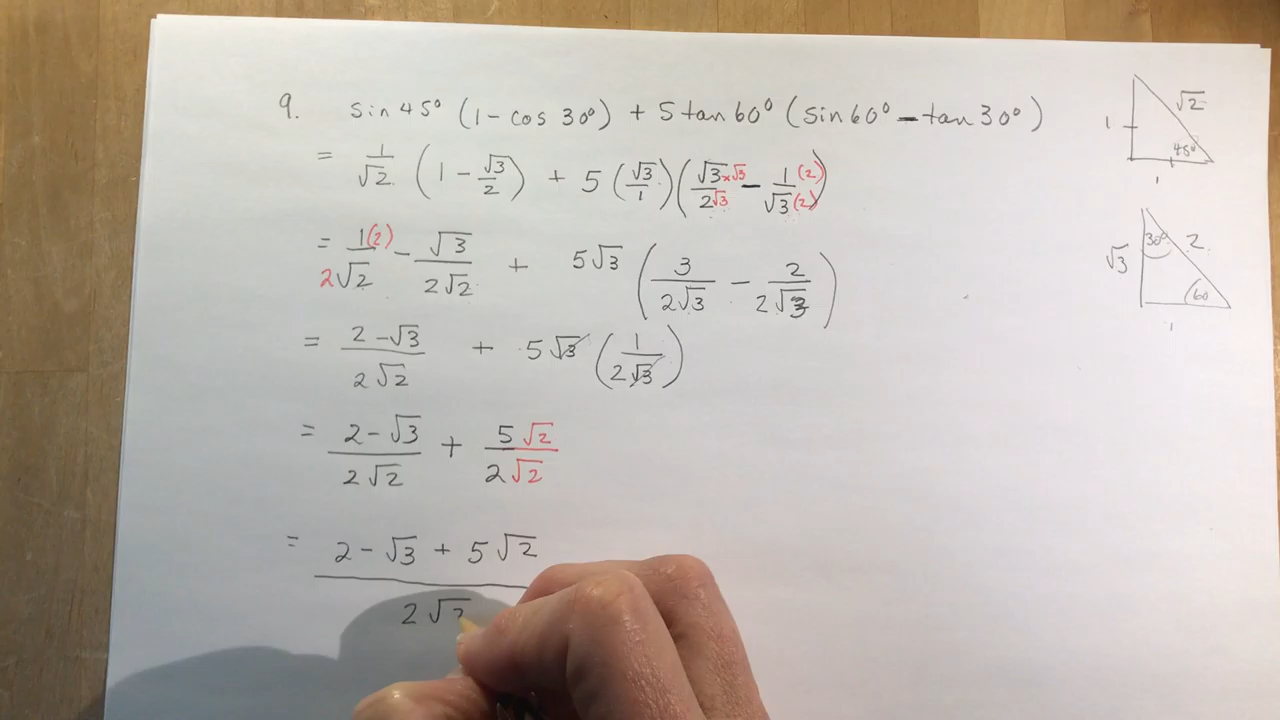 9. sin 45° (1 - cos 30°) + 5 tan 60° (sin 60° - tan 30°)
= 1/√2 (1 - √3/2) + 5 (√3/1) (√3 x √3 / 2 √3 - 1 (2) / √3 (2))
= 1(2) / 2√2 - √3 / 2√2 + 5√3 (3 / 2√3 - 2 / 2√3)
= 2 - √3 / 2√2 + 5√3 (1 / 2√3)
= 2 - √3 / 2√2 + 5√2 / 2√2
= 2 - √3 + 5√2 / 2√2
1
√2
45°
1
√3
30°
2
60
1